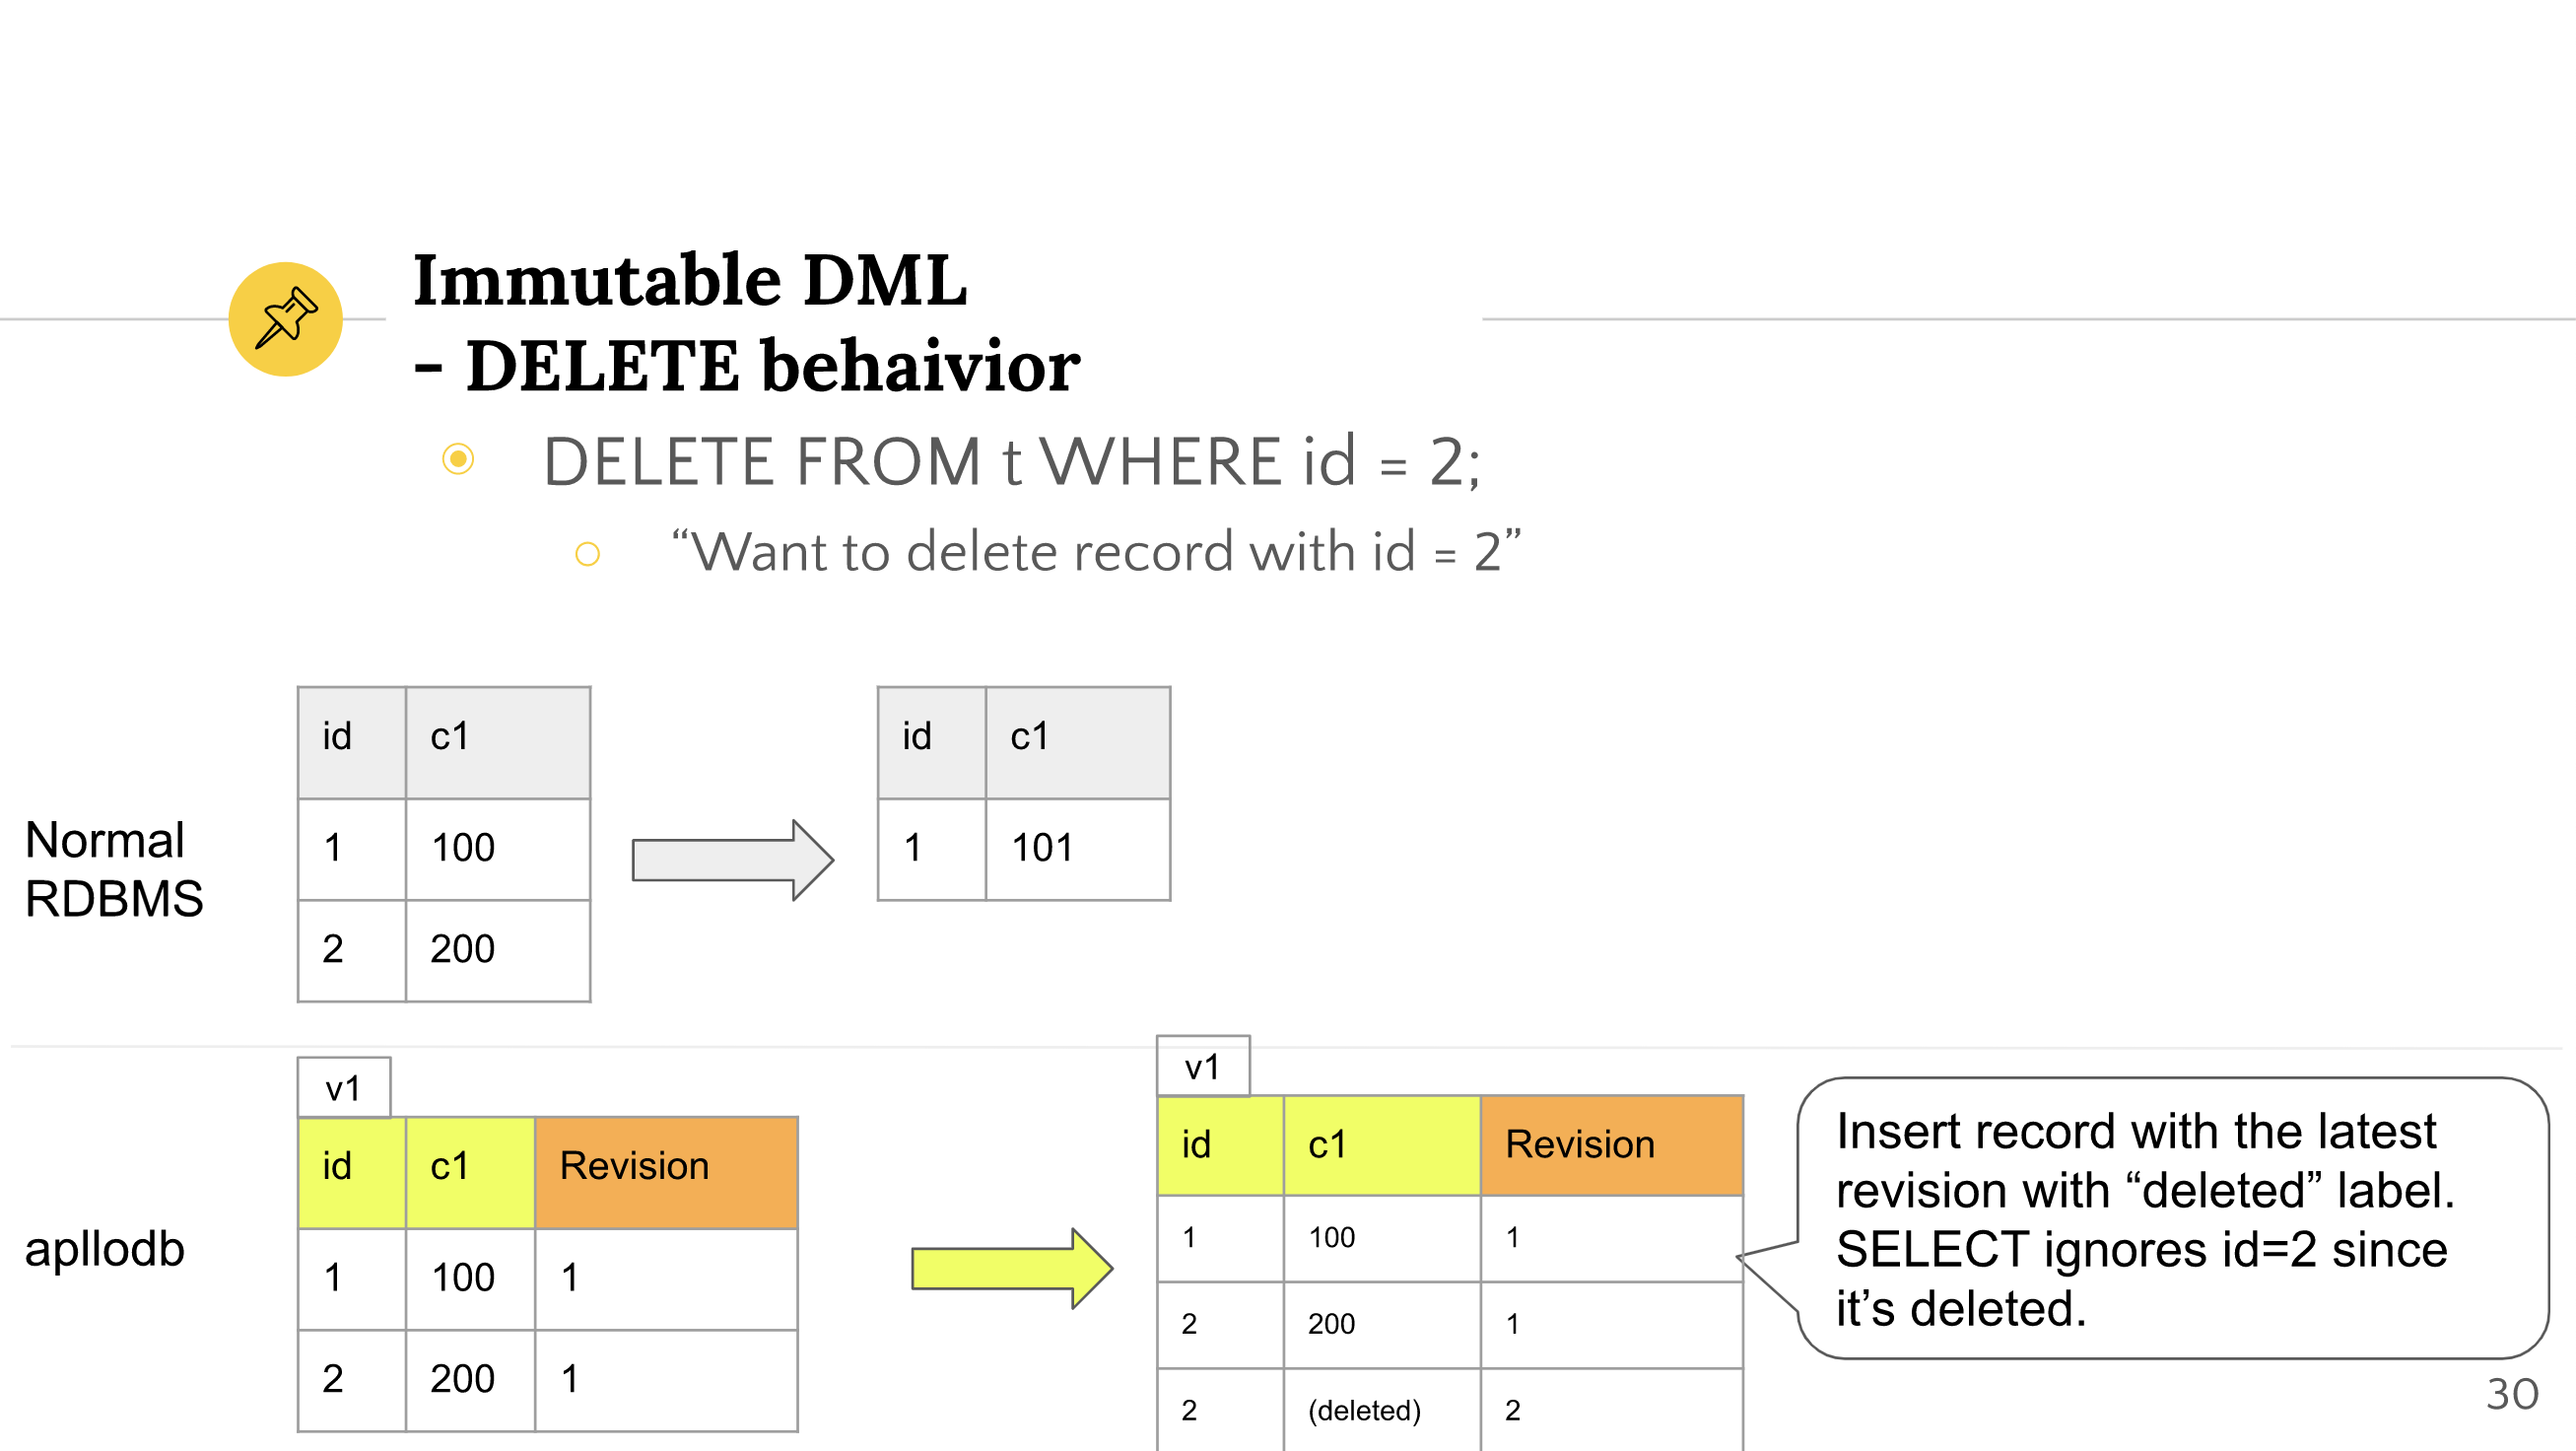 Immutable DML
- DELETE behaivior
DELETE FROM t WHERE id = 2;
“Want to delete record with id = 2”
Normal
RDBMS
id c1
1 100
2 200
id c1
1 101
apllodb
v1
id c1 Revision
1 100 1
2 200 1
v1
id c1 Revision
1 100 1
2 200 1
2 (deleted) 2
Insert record with the latest
revision with “deleted” label.
SELECT ignores id=2 since
it’s deleted.
30